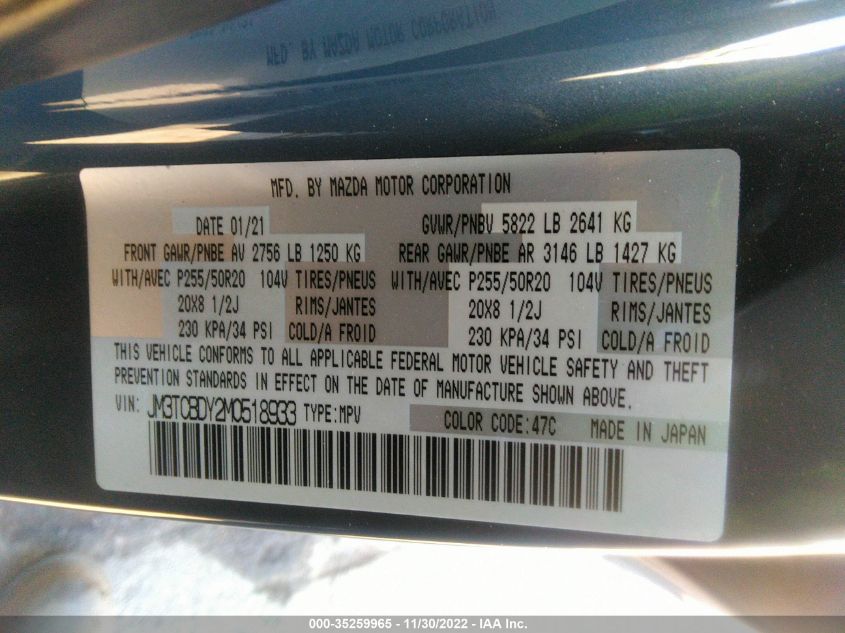 MFD. BY MAZDA MOTOR CORPORATION
MFD. BY MAZDA MOTOR CORPORATION
DATE 01/21 GVWR/PNBV 5822 LB 2641 KG
FRONT GAWR/PNBE AV 2756 LB 1250 KG REAR GAWR/PNBE AR 3146 LB 1427 KG
WITH/AVEC P255/50R20 104V TIRES/PNEUS WITH/AVEC P255/50R20 104V TIRES/PNEUS
20X8 1/2J RIMS/JANTES 20X8 1/2J RIMS/JANTES
230 KPA/34 PSI COLD/A FROID 230 KPA/34 PSI COLD/A FROID
THIS VEHICLE CONFORMS TO ALL APPLICABLE FEDERAL MOTOR VEHICLE SAFETY AND THEFT
PREVENTION STANDARDS IN EFFECT ON THE DATE OF MANUFACTURE SHOWN ABOVE.
VIN: JM3TCBDY2M0518933 TYPE:MPV COLOR CODE:47C MADE IN JAPAN
000-35259965 - 11/30/2022 - IAA Inc.